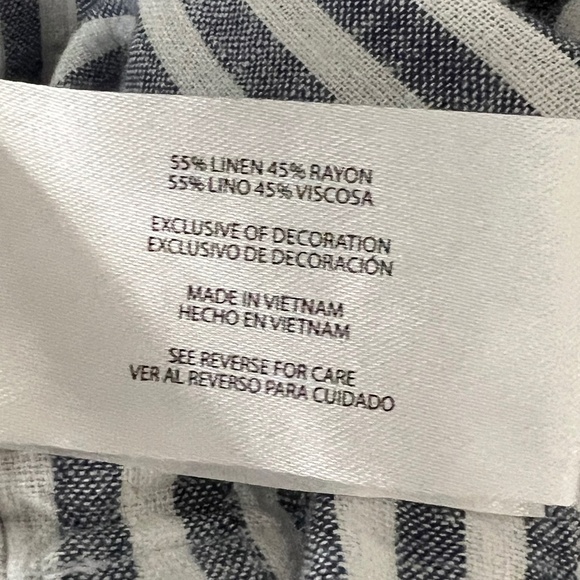 55% LINEN 45% RAYON
55% LINO 45% VISCOSA
EXCLUSIVE OF DECORATION
EXCLUSIVO DE DECORACIÓN
MADE IN VIETNAM
HECHO EN VIETNAM
SEE REVERSE FOR CARE
VER AL REVERSO PARA CUIDADO